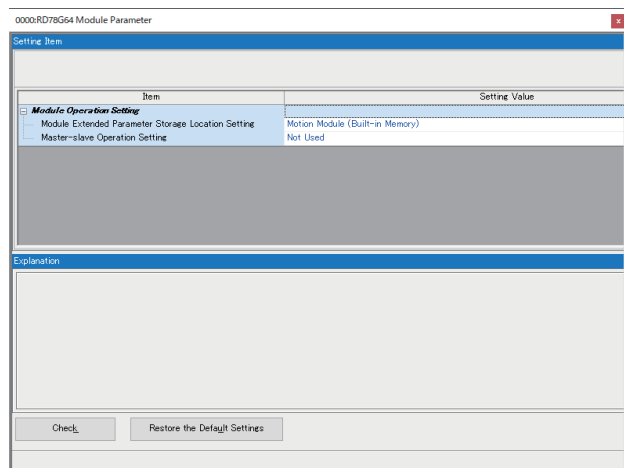 0000:RD78G64 Module Parameter
x
Setting Item
Item Setting Value
Module Operation Setting
Module Extended Parameter Storage Location Setting Motion Module (Built-in Memory)
Master-slave Operation Setting Not Used
Explanation
Check Restore the Default Settings